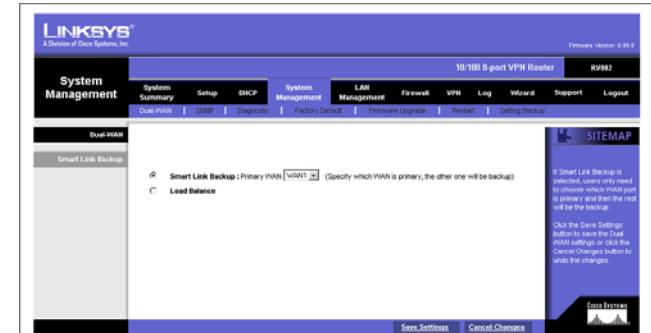 LINKSYS®
A Division of Cisco Systems, Inc.
Firmware Version:
10/100 8-port VPN Router
RV082
System Management
System Summary
Setup
DHCP
System Management
LAN Management
Firewall
VPN
Log
Wizard
Support
Logout
Dual-WAN | SNMP | Diagnostic | Factory Default | Firmware Upgrade | Restart | Setting Backup
Dual-WAN
SITEMAP
Smart Link Backup
Smart Link Backup : Primary WAN WAN1 (Specify which WAN is primary, the other one will be backup)
Load Balance
If Smart Link Backup is
selected, users only need
to choose which WAN port
is primary and then the rest
will be the backup.
Click the Save Settings
button to save the Dual
WAN settings or click the
Cancel Changes button to
undo the changes.
Save Settings
Cancel Changes
CISCO SYSTEMS